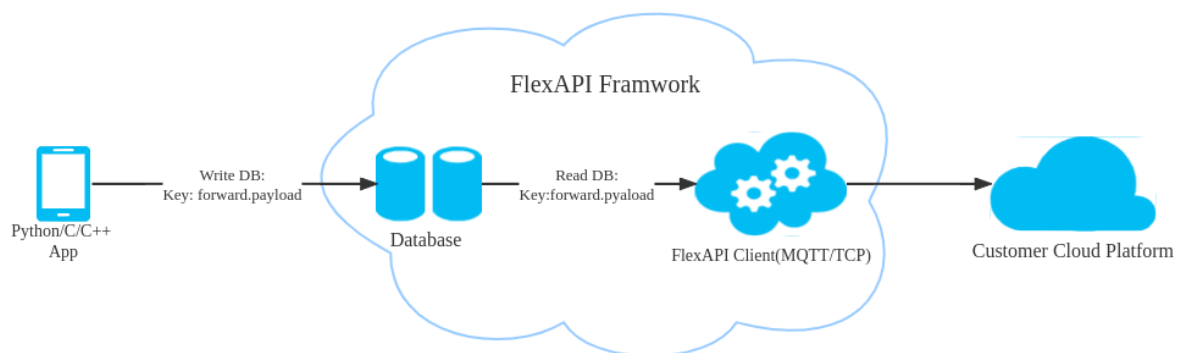 FlexAPI Framwork
Write DB:
Key: forward.payload
Read DB:
Key:forward.pyaload
Python/C/C++
App
Database
FlexAPI Client(MQTT/TCP)
Customer Cloud Platform